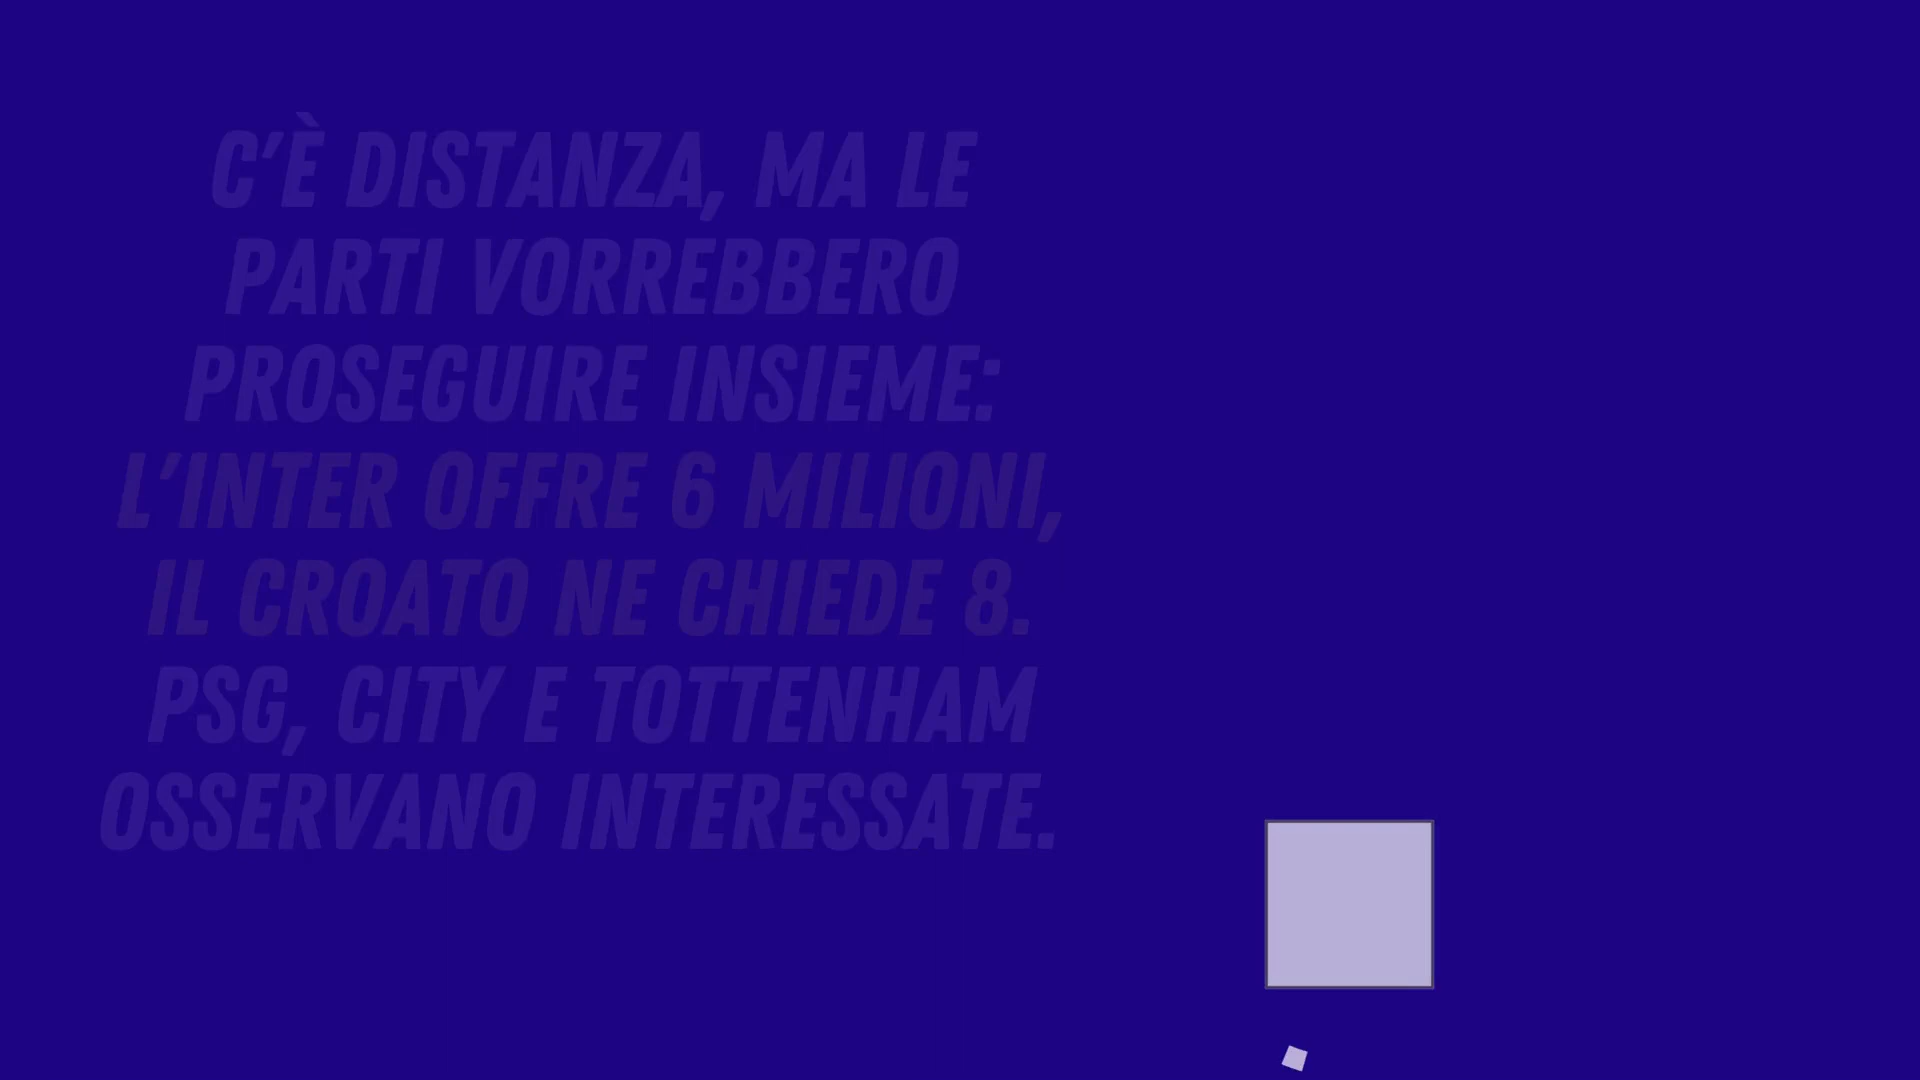 C'È DISTANZA, MA LE
PARTI VORREBBERO
PROSEGUIRE INSIEME:
L'INTER OFFRE 6 MILIONI,
IL CROATO NE CHIEDE 8.
PSG, CITY E TOTTENHAM
OSSERVANO INTERESSATE.